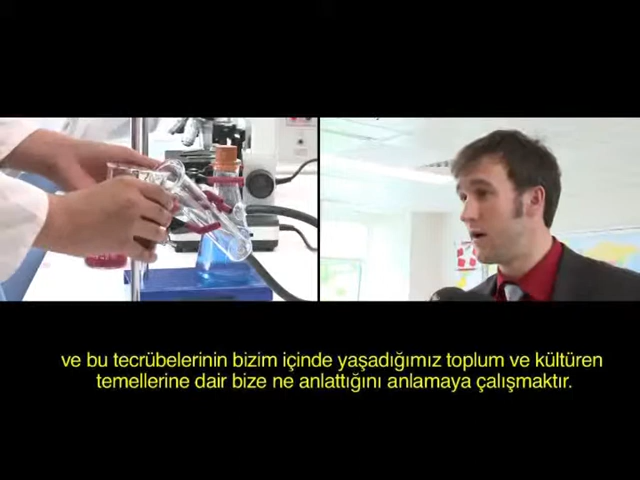 ve bu tecrübelerinin bizim içinde yaşadığımız toplum ve kültüren
temellerine dair bize ne anlattığını anlamaya çalışmaktır.